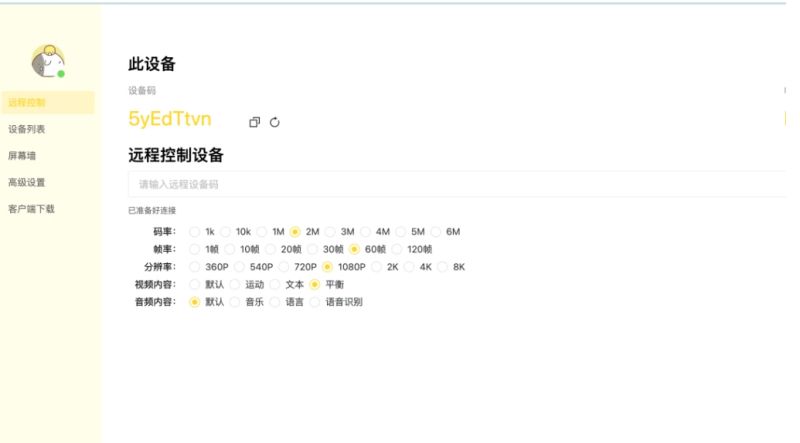 此设备
设备码
5yEdTtvn
远程控制
设备列表
屏幕墙
高级设置
客户端下载
远程控制设备
请输入远程设备码
已准备好连接
码率： 1k 10k 1M 2M 3M 4M 5M 6M
帧率： 1帧 10帧 20帧 30帧 60帧 120帧
分辨率： 360P 540P 720P 1080P 2K 4K 8K
视频内容： 默认 运动 文本 平衡
音频内容： 默认 音乐 语言 语音识别